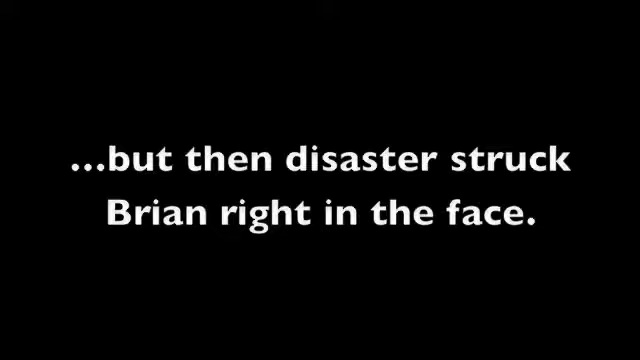 ...but then disaster struck
Brian right in the face.